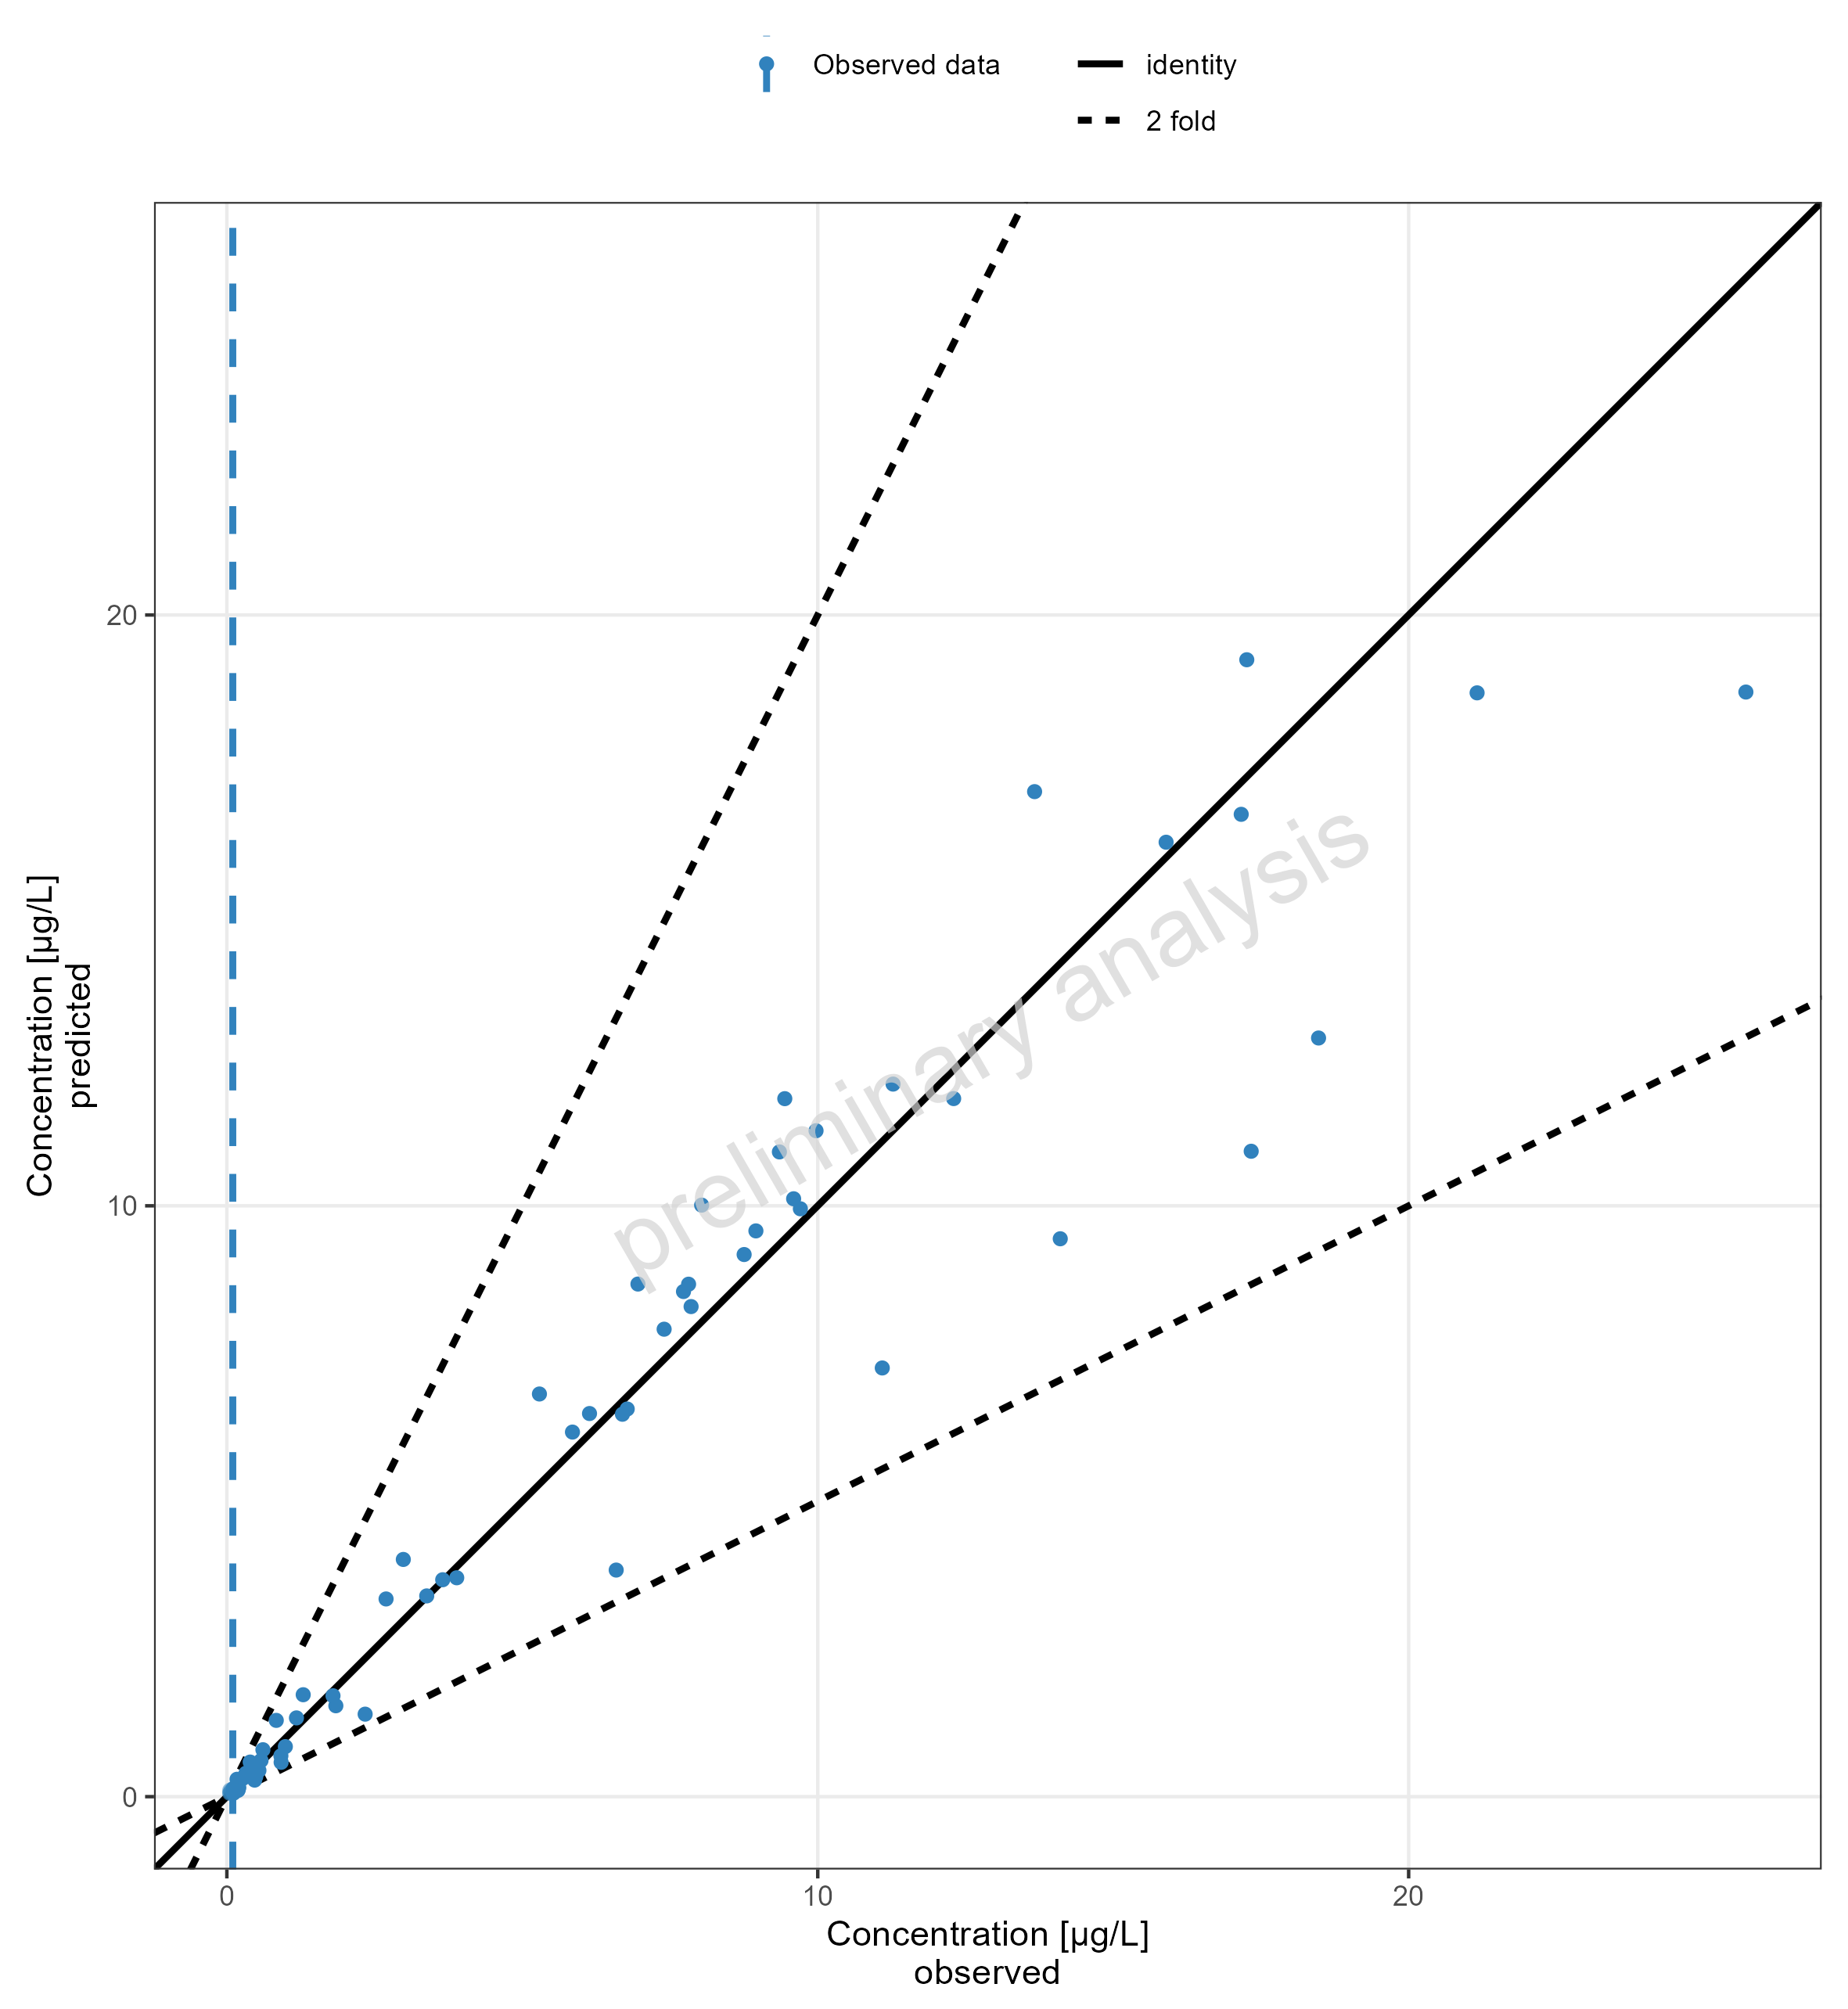 Observed data
identity
2 fold
Concentration [µg/L]
predicted
20
10
0
preliminary analysis
0
10
20
Concentration [µg/L]
observed